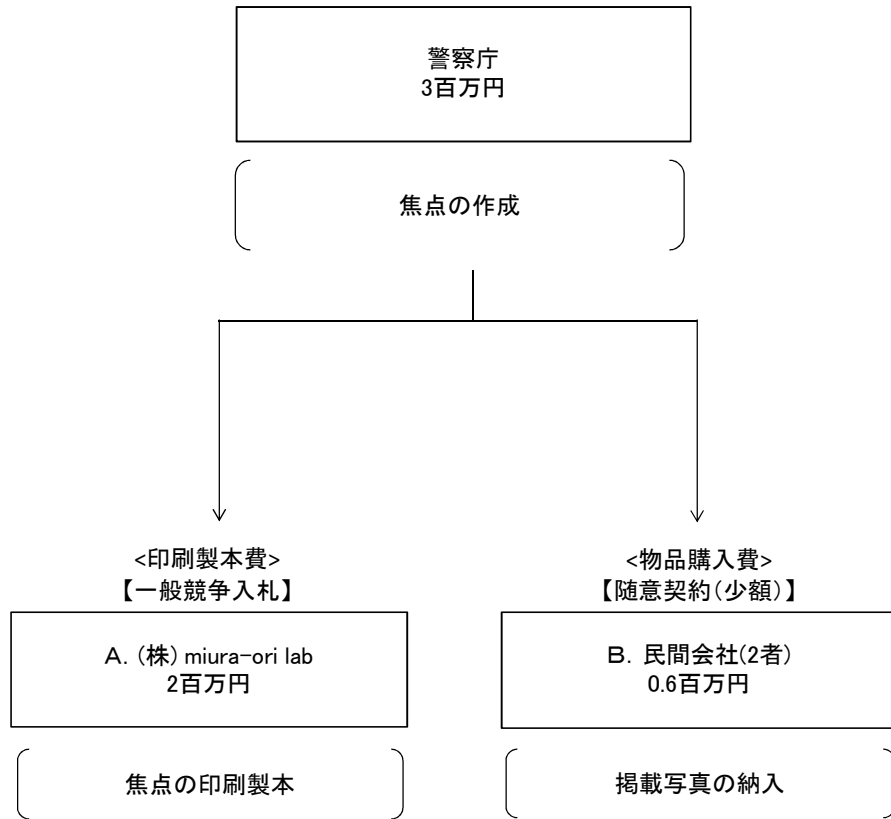 警察庁
3百万円
焦点の作成
<印刷製本費>
【一般競争入札】
A. (株) miura-ori lab
2百万円
焦点の印刷製本
<物品購入費>
【随意契約(少額)】
B. 民間会社(2者)
0.6百万円
掲載写真の納入